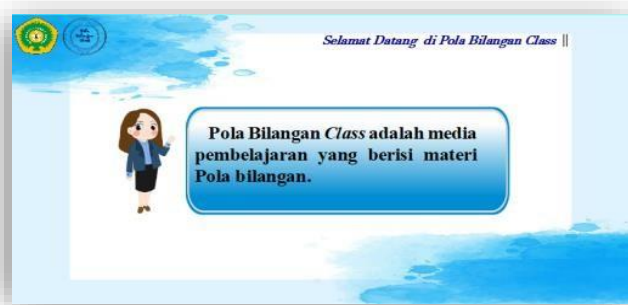 Selamat Datang di Pola Bilangan Class ||
Pola Bilangan Class adalah media
pembelajaran yang berisi materi
Pola bilangan.